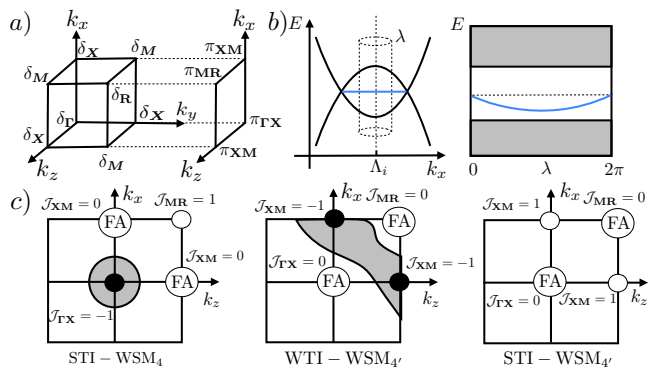 a)
k_x
δ_X
δ_M
δ_M
δ_R
δ_Γ
δ_X
k_y
δ_X
δ_M
k_z
k_x
π_XM
π_MR
π_ΓX
π_XM
k_z
b)
E
λ
Λ_i
k_x
E
0
λ
2π
c)
𝒥_XM = 0
k_x
𝒥_MR = 1
FA
𝒥_XM = 0
FA
k_z
𝒥_ΓX = −1
STI − WSM_4
𝒥_XM = −1
k_x
𝒥_MR = 0
FA
𝒥_ΓX = 0
𝒥_XM = −1
FA
k_z
WTI − WSM_4′
k_x
𝒥_XM = 1
𝒥_MR = 0
FA
𝒥_ΓX = 0
FA
𝒥_XM = 1
k_z
STI − WSM_4′